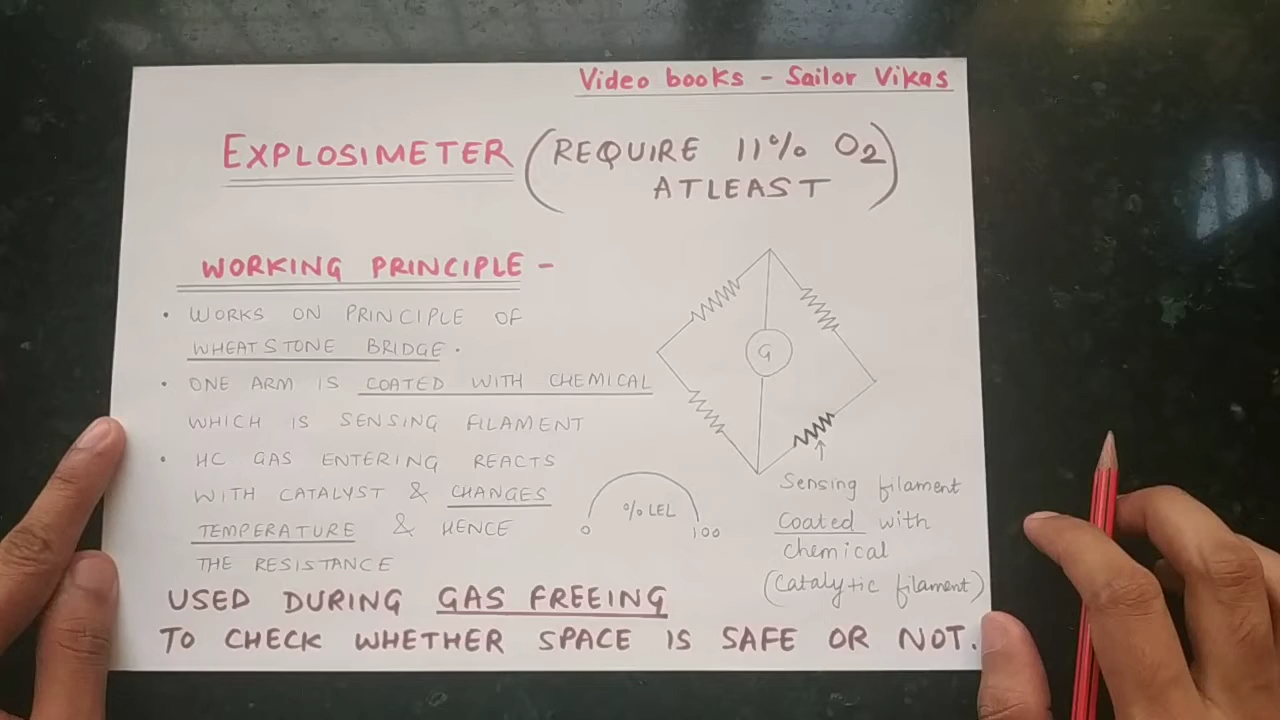 Video books - Sailor Vikas
EXPLOSIMETER (REQUIRE 11% O2
ATLEAST)
WORKING PRINCIPLE -
• WORKS ON PRINCIPLE OF
WHEATSTONE BRIDGE.
• ONE ARM IS COATED WITH CHEMICAL
WHICH IS SENSING FILAMENT
• HC GAS ENTERING REACTS
WITH CATALYST & CHANGES
TEMPERATURE & HENCE
THE RESISTANCE
G
% LEL
0
100
Sensing filament
Coated with
chemical
(Catalytic filament)
USED DURING GAS FREEING
TO CHECK WHETHER SPACE IS SAFE OR NOT.